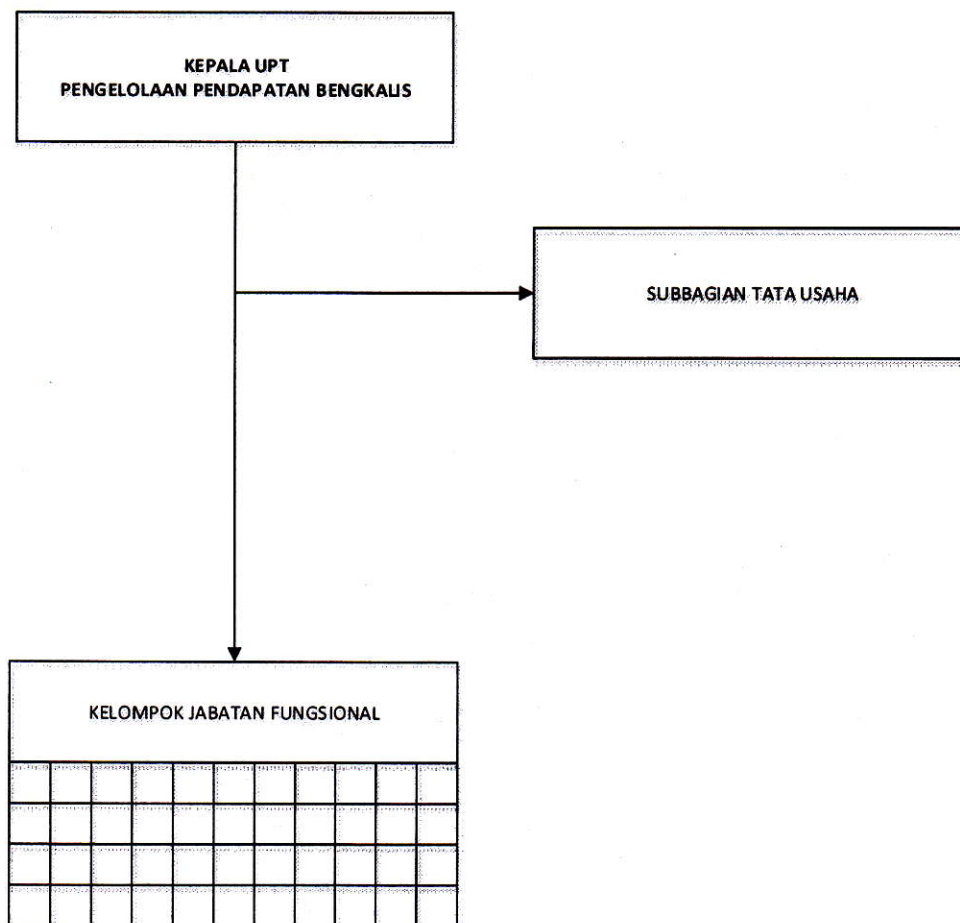 KEPALA UPT
PENGELOLAAN PENDAPATAN BENGKALIS
SUBBAGIAN TATA USAHA
KELOMPOK JABATAN FUNGSIONAL